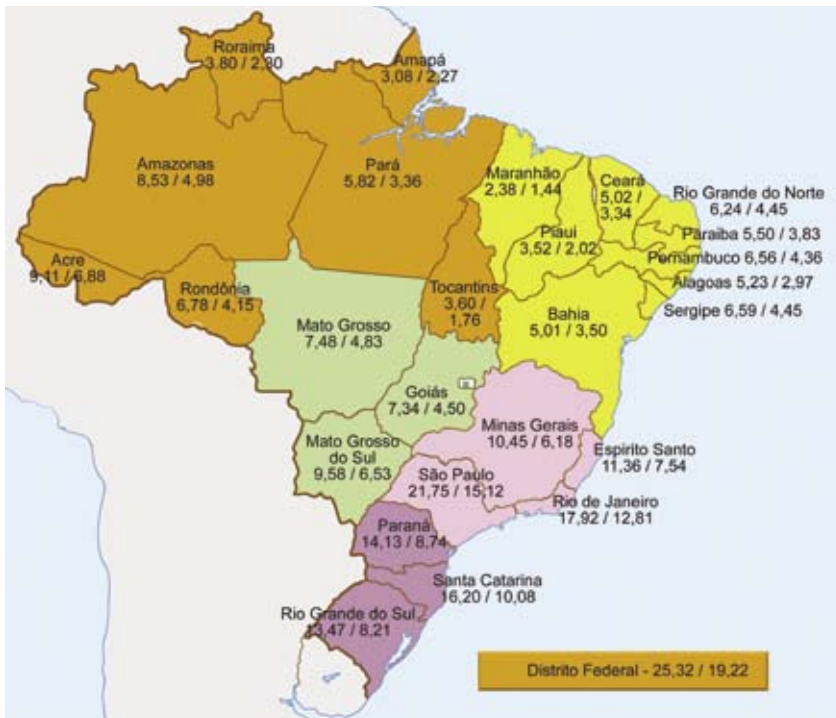 Roraima
3.80 / 2,30
Amapá
3,08 / 2,27
Amazonas
8,53 / 4,98
Pará
5,82 / 3,36
Maranhão
2,38 / 1,44
Ceará
5,02 /
3,34
Rio Grande do Norte
6,24 / 4,45
Piaui
3,52 / 2,02
Paraiba 5,50 / 3,83
Pernambuco 6,56 / 4,36
Alagoas 5,23 / 2,97
Sergipe 6,59 / 4,45
Acre
9,11 / 6,88
Rondônia
6,78 / 4,15
Tocantins
3,60 /
1,76
Bahia
5,01 / 3,50
Mato Grosso
7,48 / 4,83
Goiás
7,34 / 4,50
Minas Gerais
10,45 / 6,18
Espirito Santo
11,36 / 7,54
Mato Grosso
do Sul
9,58 / 6,53
São Paulo
21,75 / 15,12
Rio de Janeiro
17,92 / 12,81
Paraná
14,13 / 8,74
Santa Catarina
16,20 / 10,08
Rio Grande do Sul
13,47 / 8,21
Distrito Federal - 25,32 / 19,22